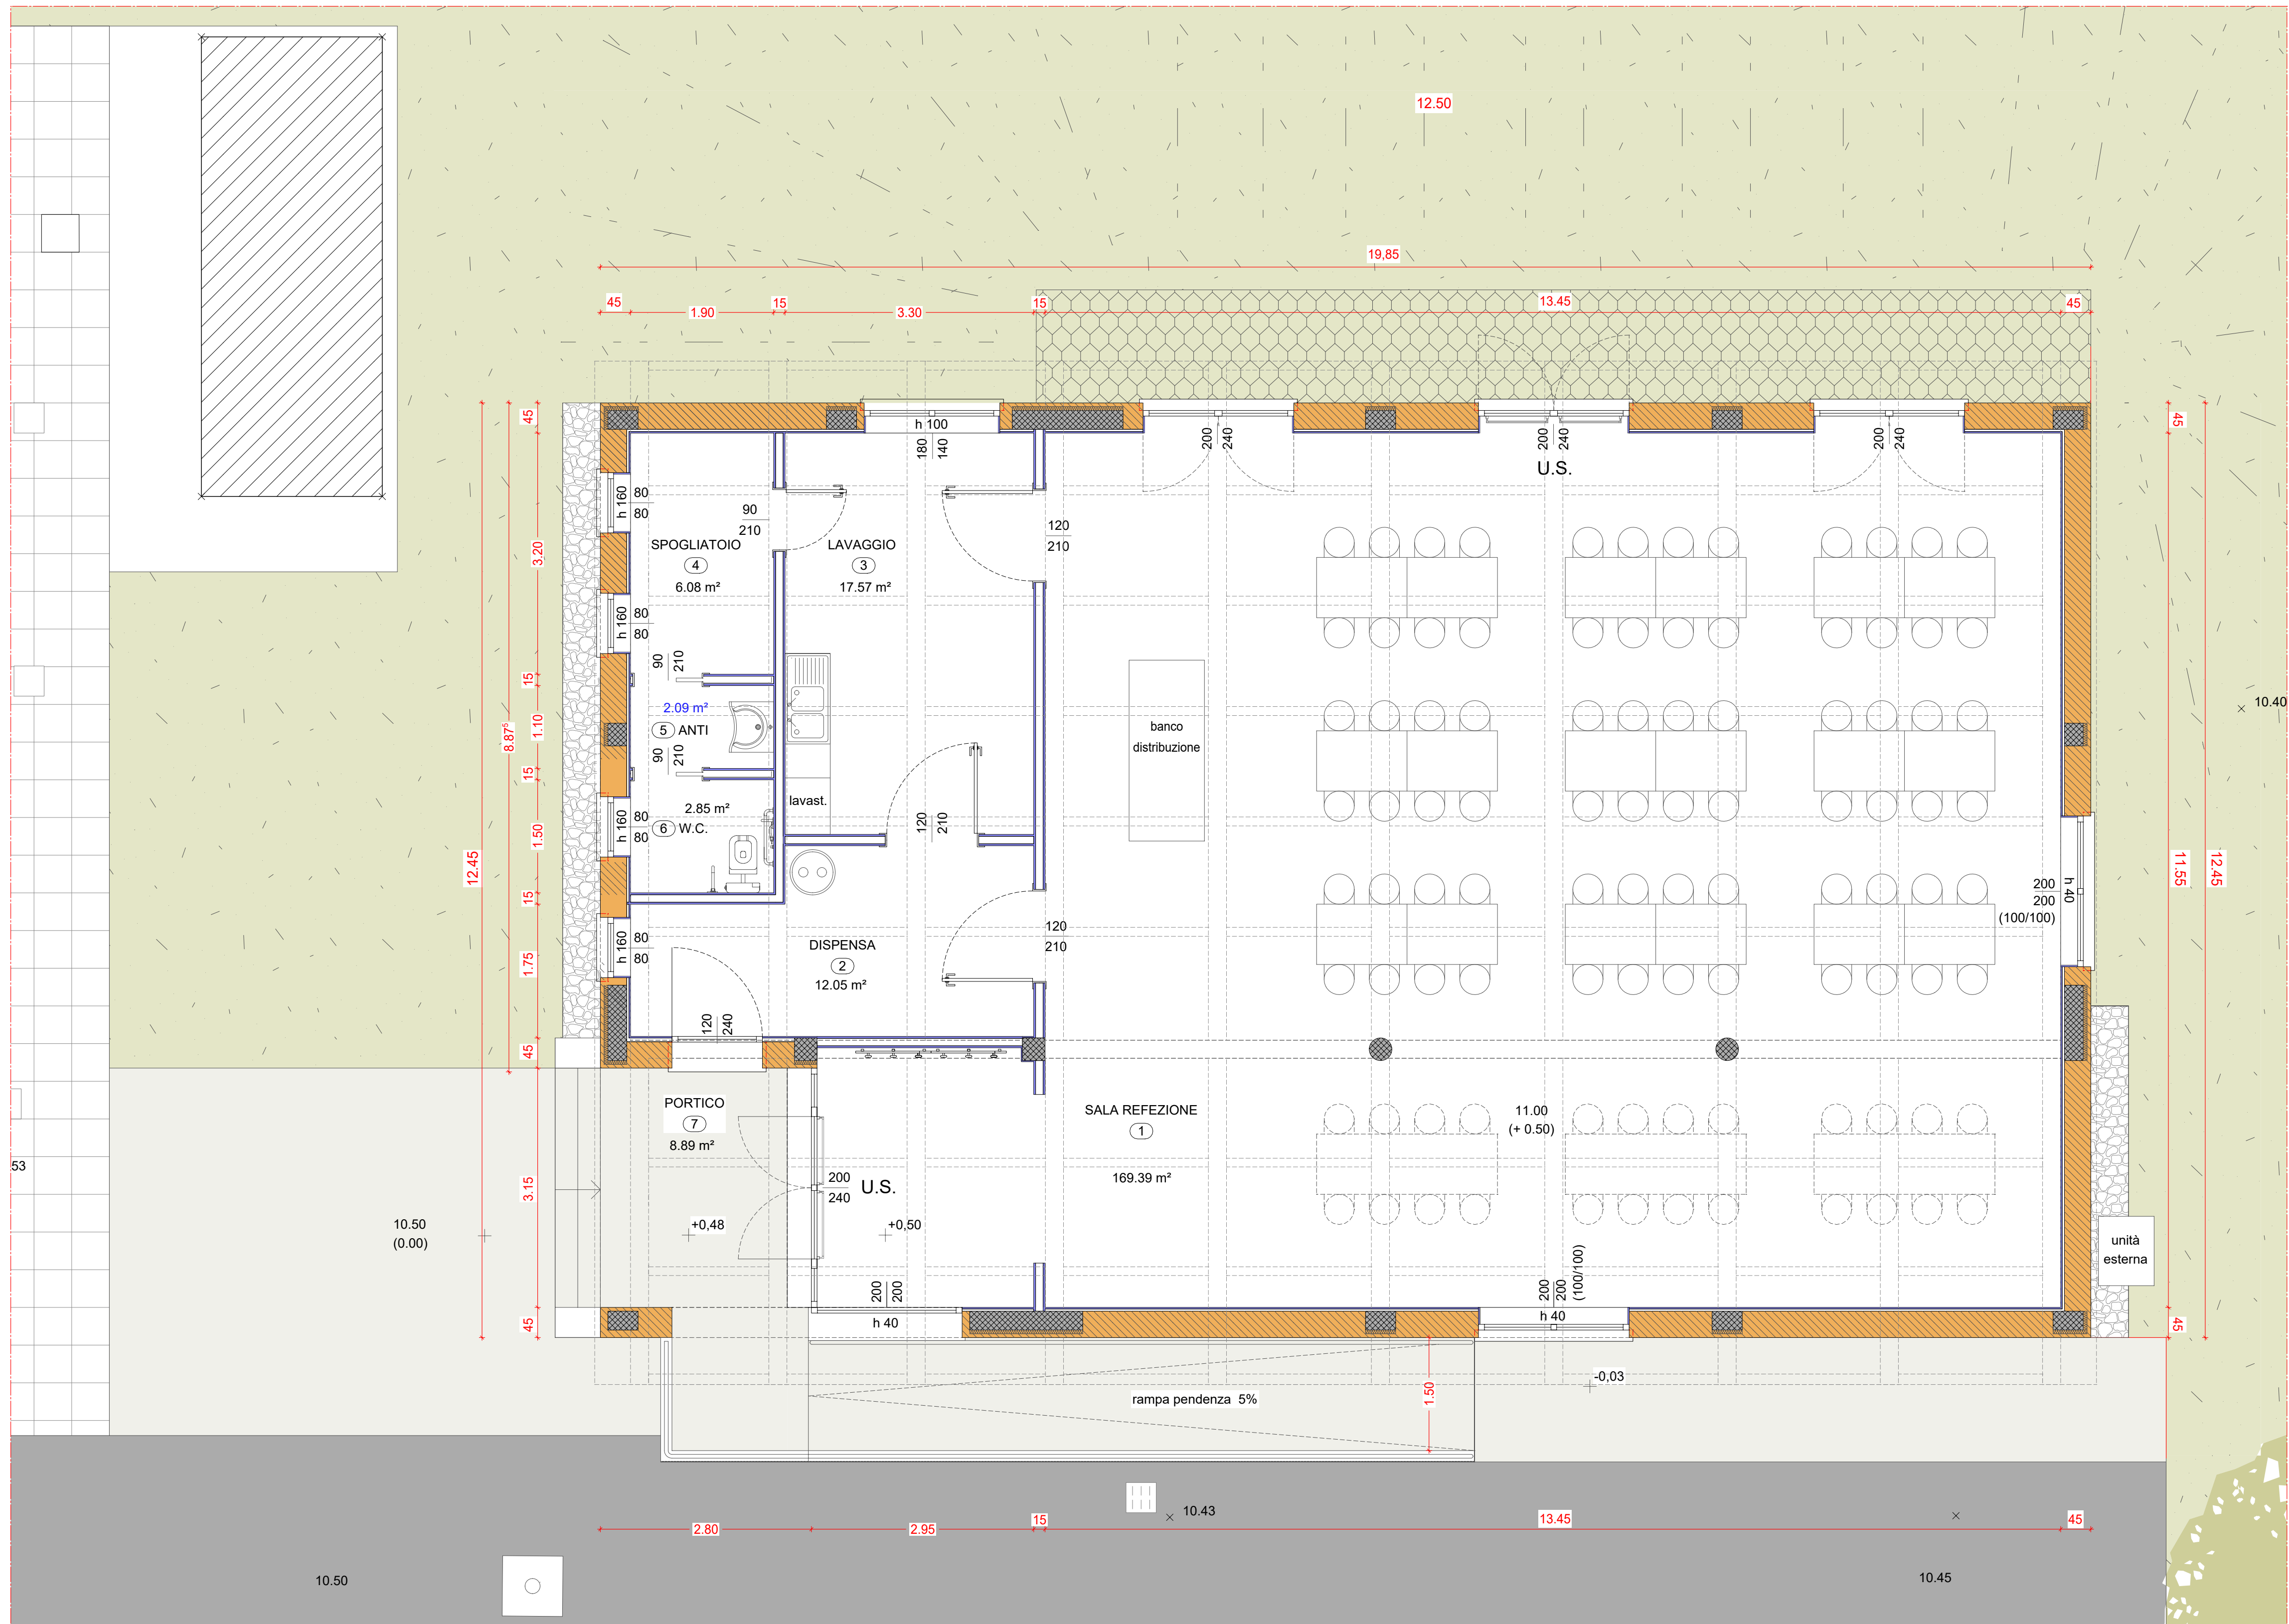 12.50
19,85
45
1.90
15
3.30
15
13.45
45
45
h 100
180
140
200
240
200
240
200
240
U.S.
45
h 160
80
80
90
210
SPOGLIATOIO
4
6.08 m²
LAVAGGIO
3
17.57 m²
120
210
3.20
h 160
80
80
90
210
15
2.09 m²
5 ANTI
1.10
8.87⁵
90
210
15
banco
distribuzione
10.40
h 160
80
80
2.85 m²
6 W.C.
lavast.
120
210
1.50
12.45
15
11.55
12.45
200
200
(100/100)
h 40
h 160
80
80
DISPENSA
2
12.05 m²
120
210
1.75
120
240
45
PORTICO
7
8.89 m²
SALA REFEZIONE
1
169.39 m²
11.00
(+ 0.50)
53
3.15
200
240
U.S.
10.50
(0.00)
+0,48
+0,50
unità
esterna
200
200
h 40
200
200
(100/100)
h 40
45
45
-0,03
rampa pendenza 5%
1.50
10.43
2.80
2.95
15
13.45
45
10.50
10.45